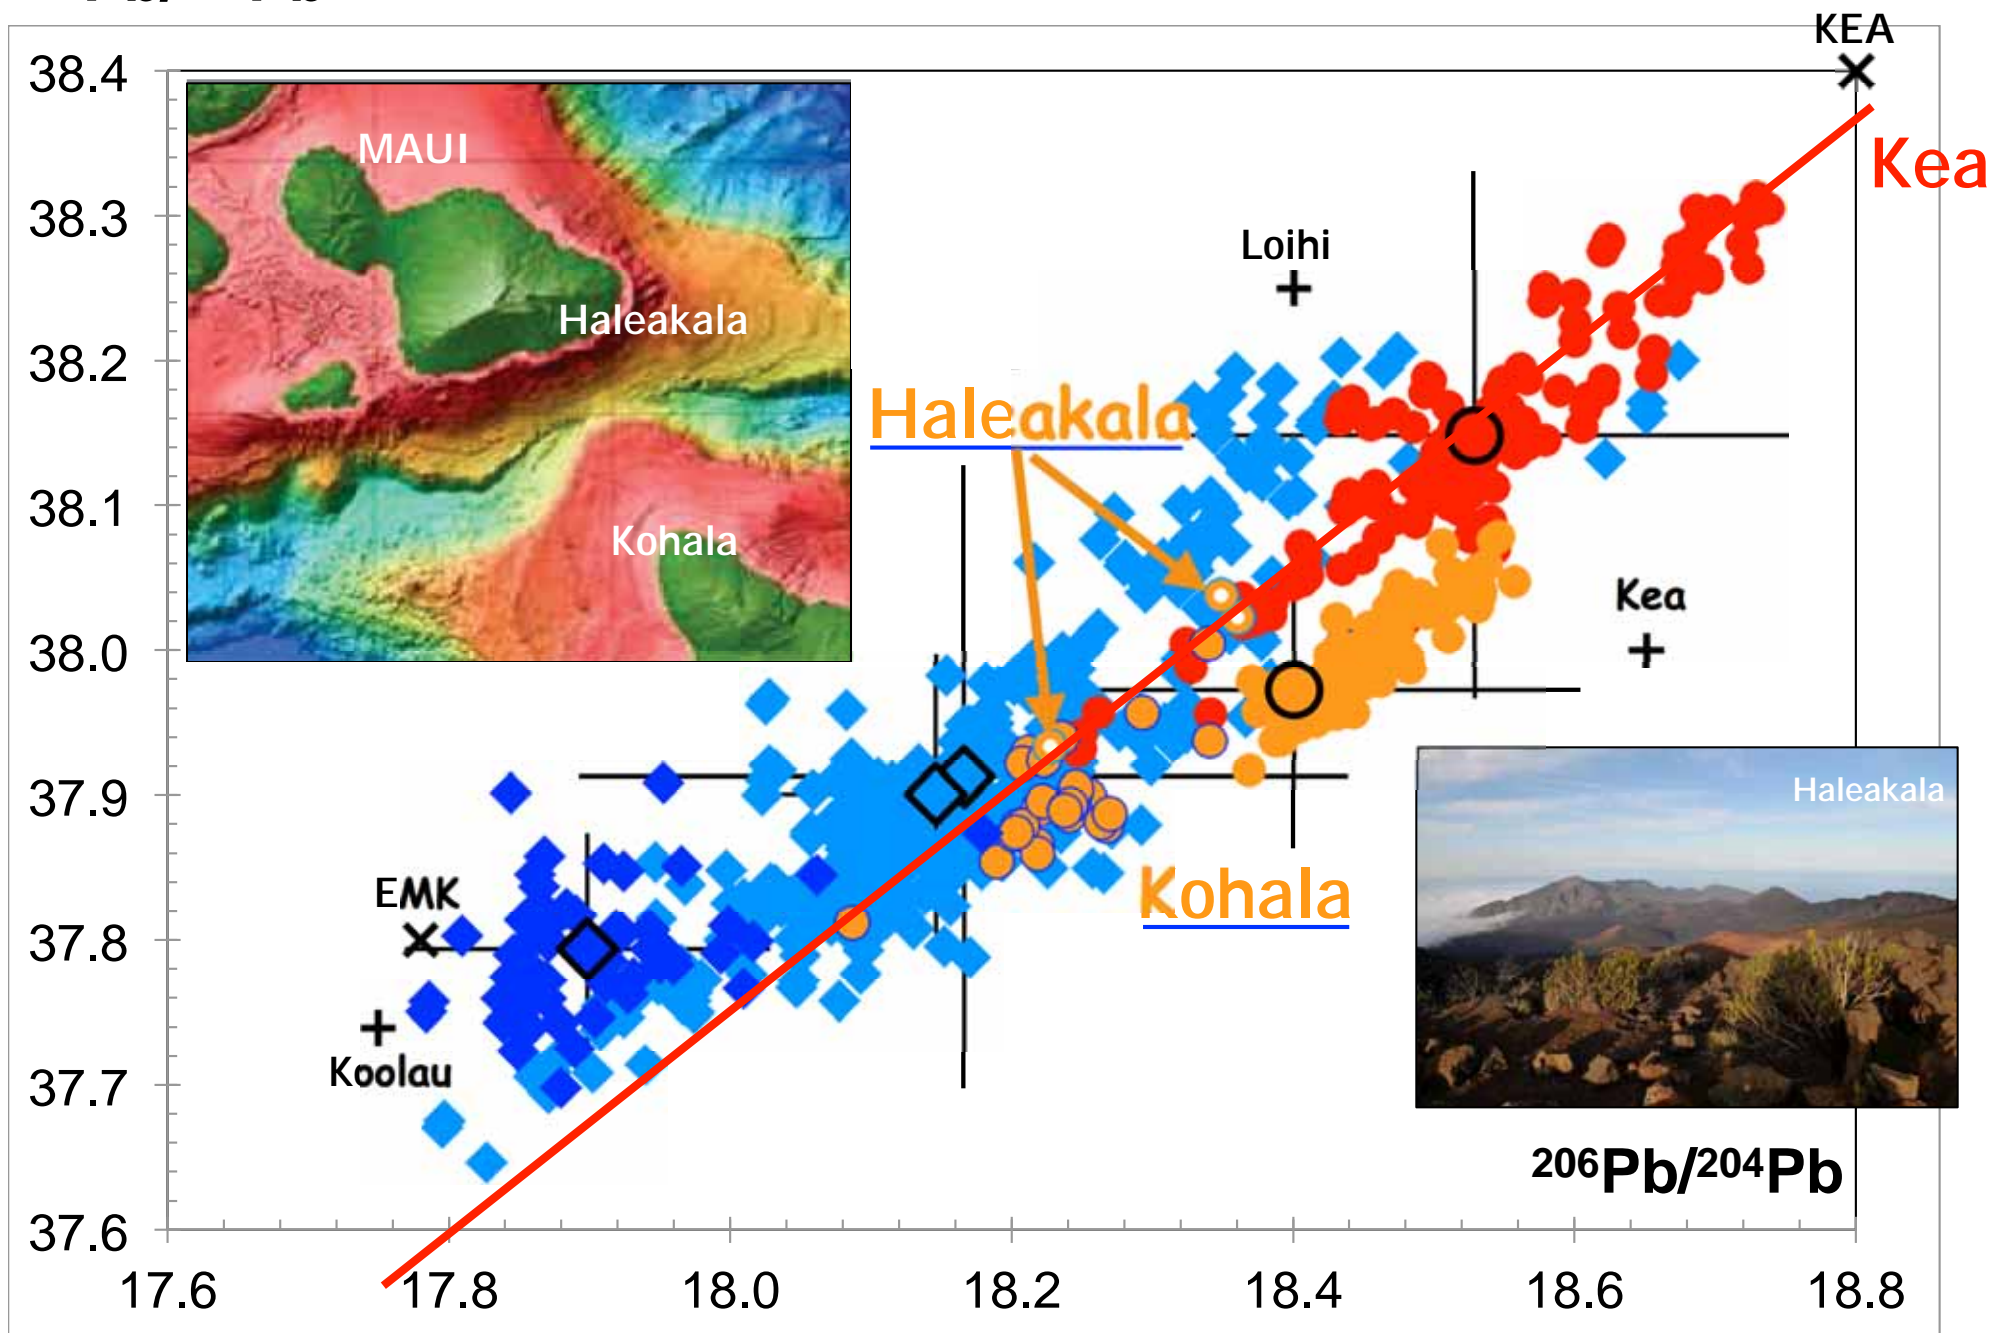 KEA
38.4
MAUI
Kea
38.3
Loihi
Haleakala
38.2
Haleakala
38.1
Kohala
Kea
38.0
Haleakala
37.9
EMK
Kohala
37.8
Koolau
37.7
²⁰⁶Pb/²⁰⁴Pb
37.6
17.6 17.8 18.0 18.2 18.4 18.6 18.8